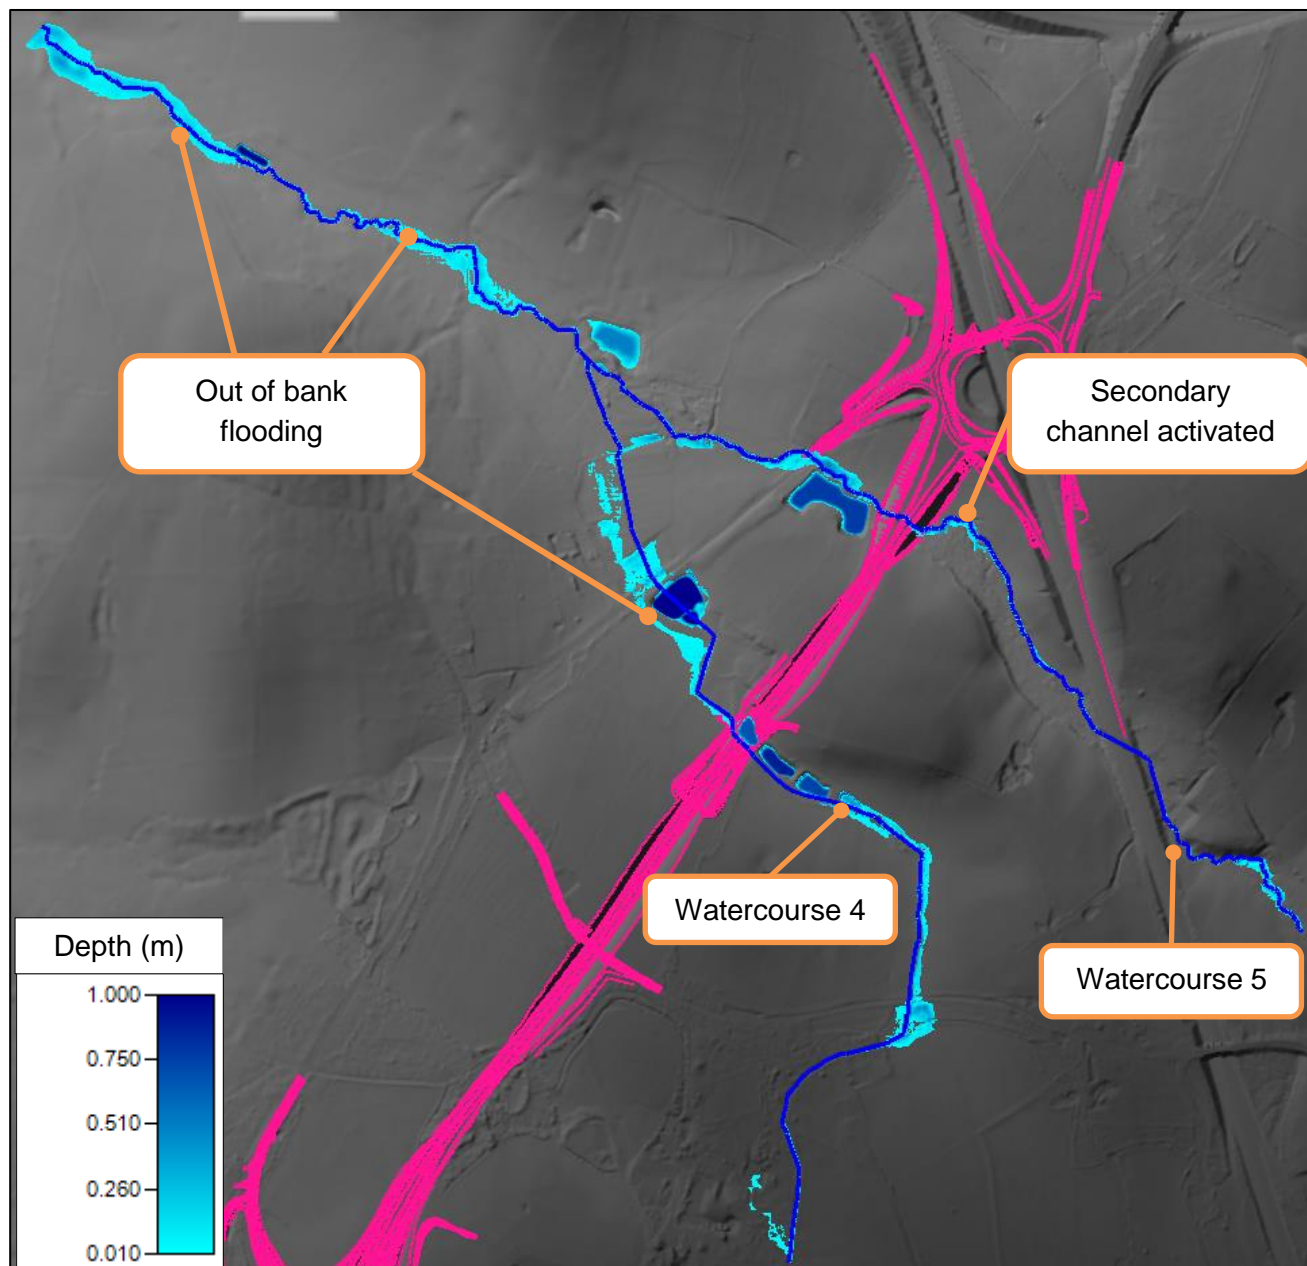 Out of bank
flooding
Secondary
channel activated
Watercourse 4
Watercourse 5
Depth (m)
1.000
0.750
0.510
0.260
0.010